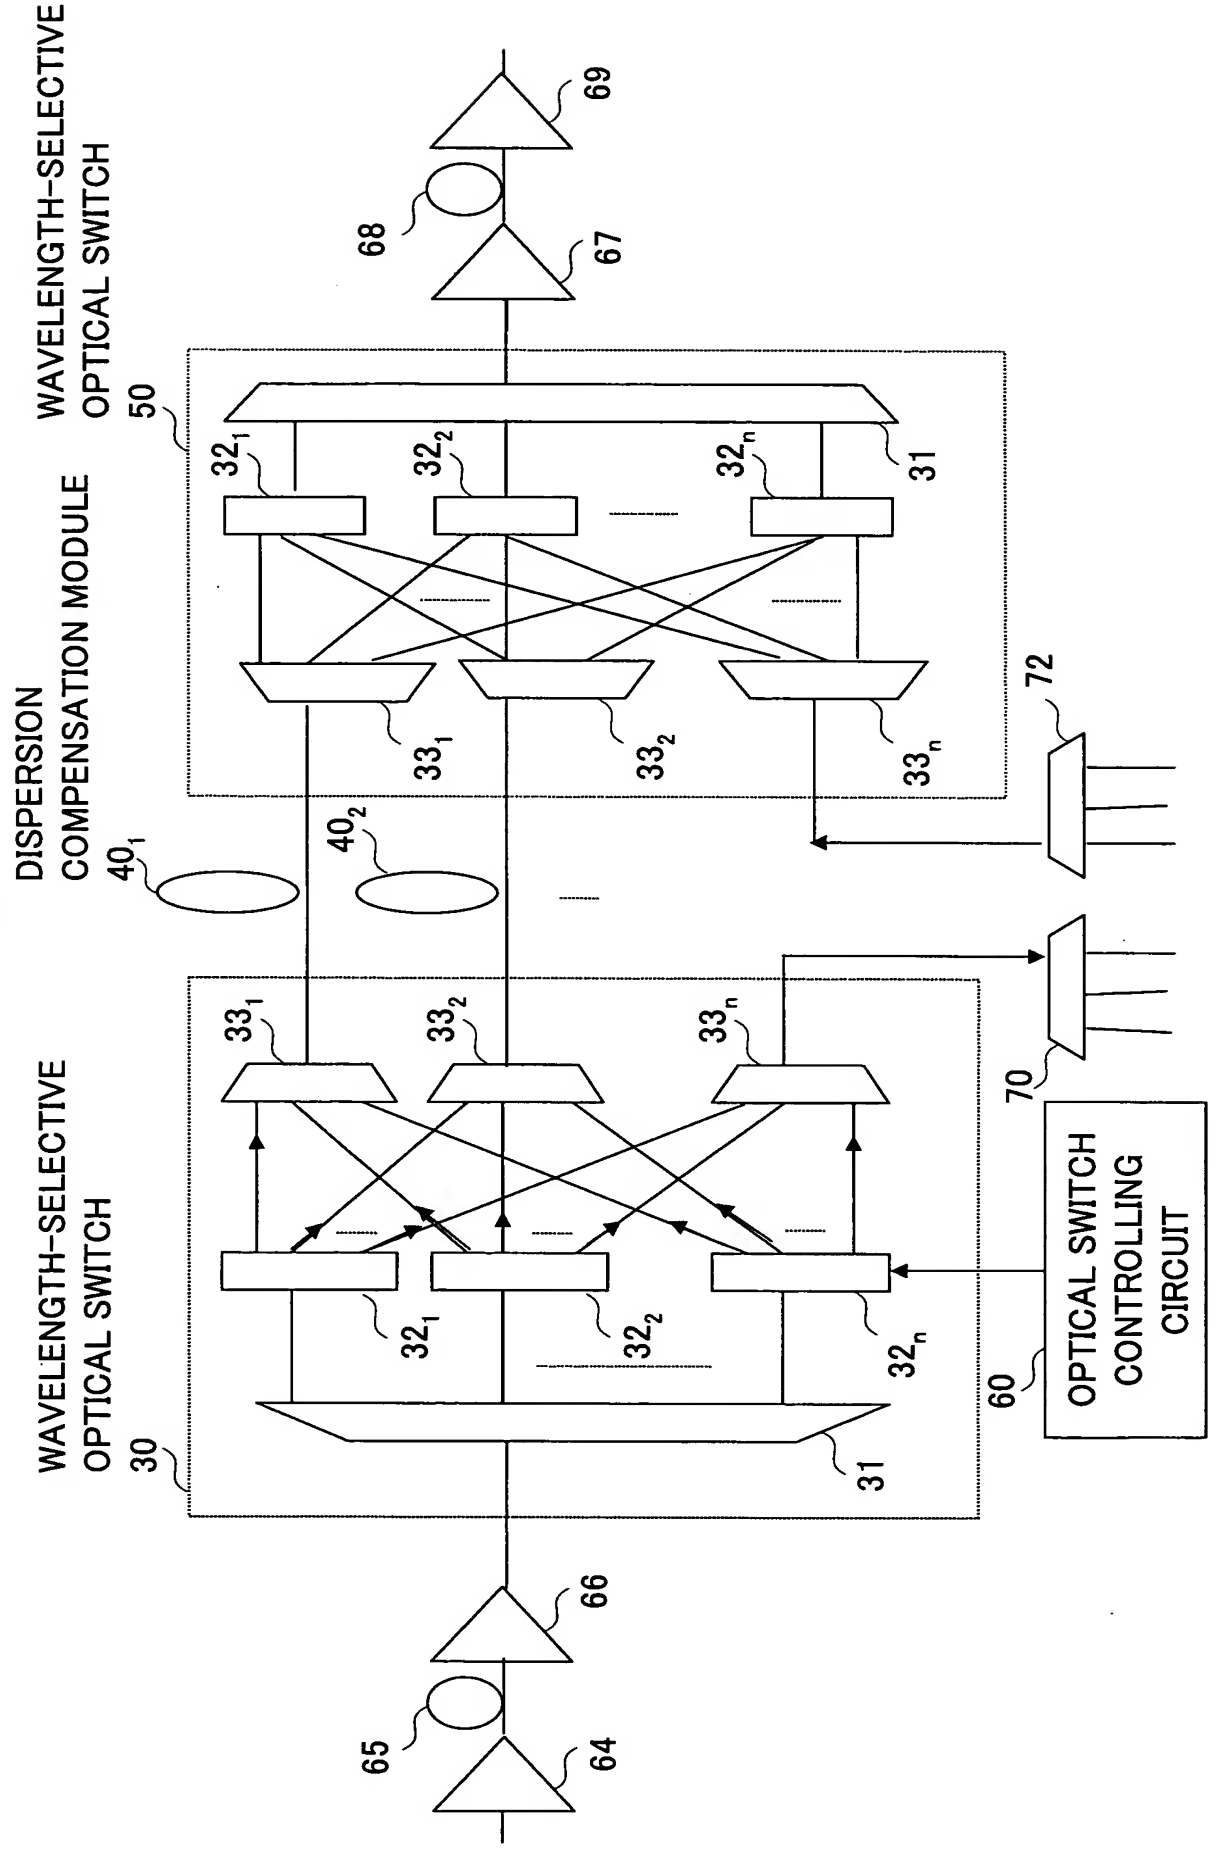 WAVELENGTH-SELECTIVE
OPTICAL SWITCH
30
DISPERSION
COMPENSATION MODULE
40₁
40₂
WAVELENGTH-SELECTIVE
OPTICAL SWITCH
50
64
65
66
31
32₁
32₂
32ₙ
33₁
33₂
33ₙ
33₁
33₂
33ₙ
32₁
32₂
32ₙ
31
67
68
69
60
OPTICAL SWITCH
CONTROLLING
CIRCUIT
70
72